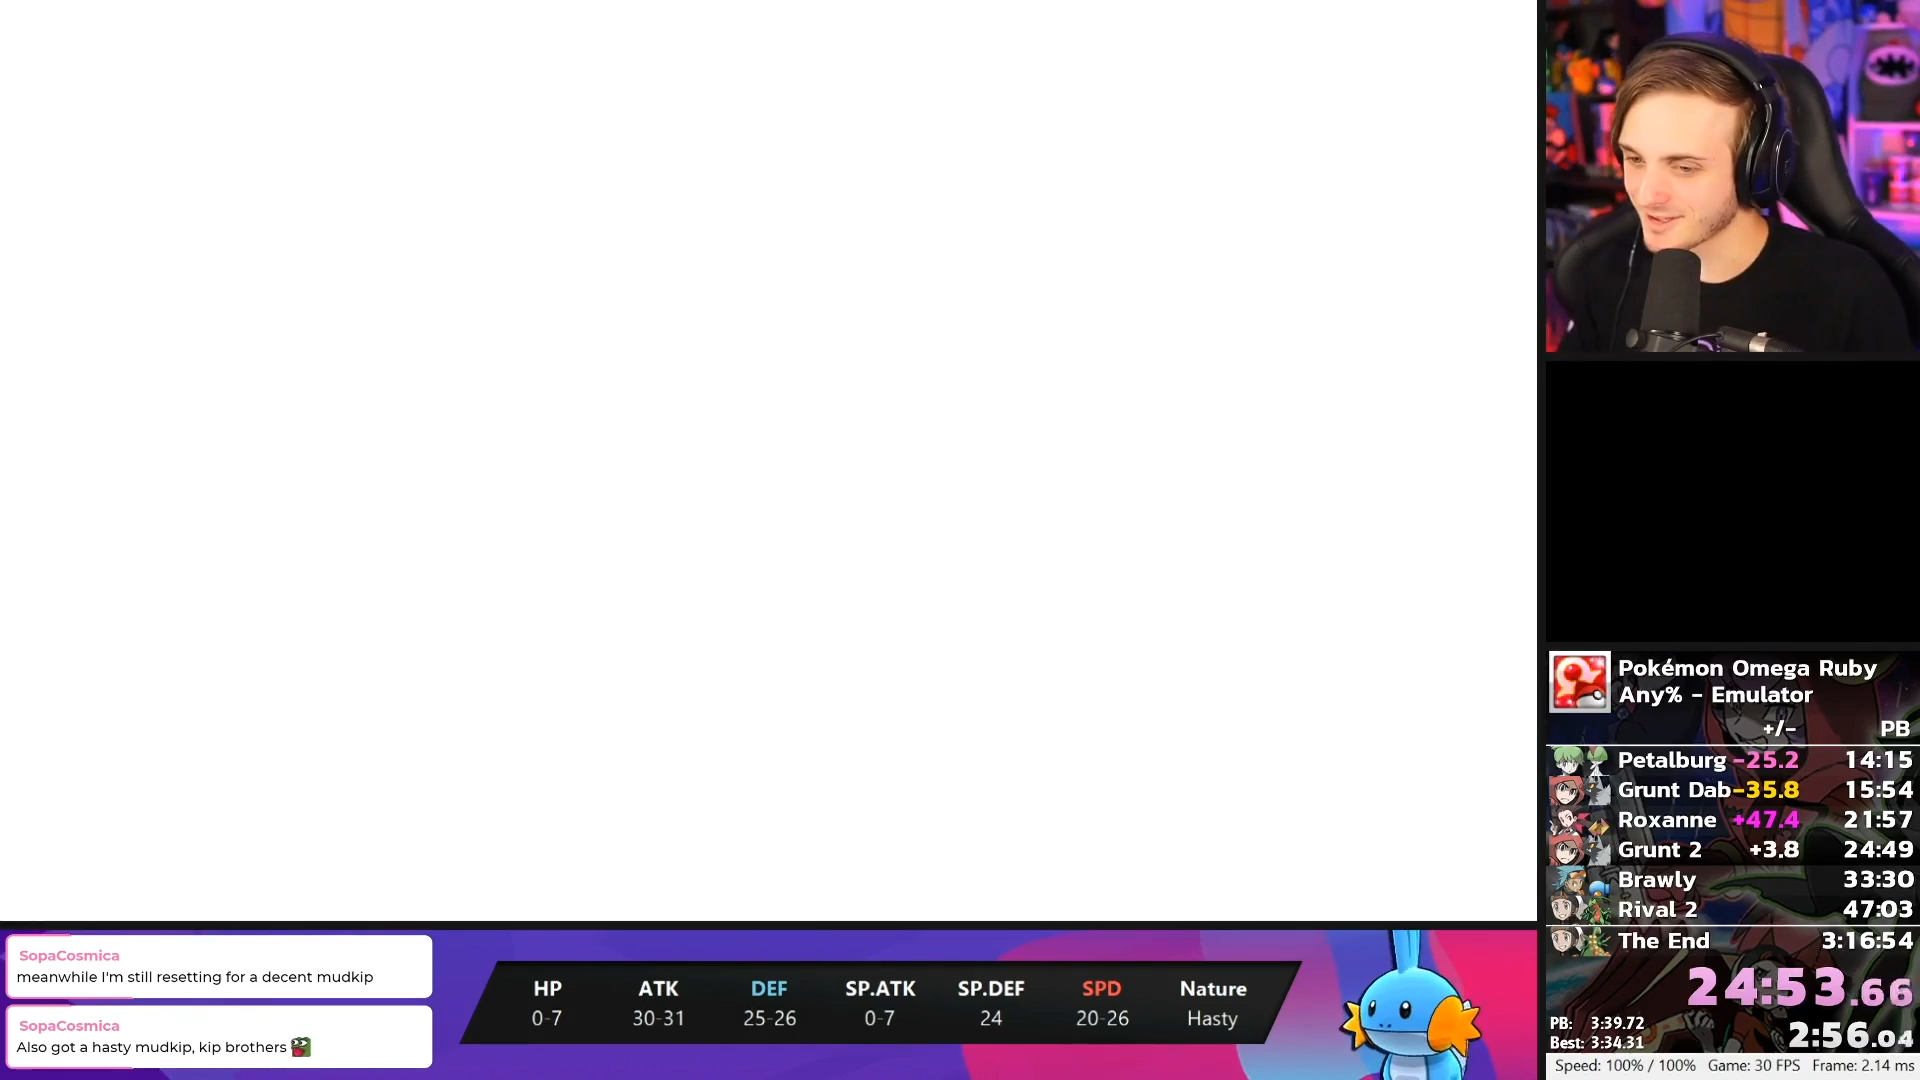 Pokémon Omega Ruby
Any% - Emulator
+/- PB
Petalburg -25.2 14:15
Grunt Dab -35.8 15:54
Roxanne +47.4 21:57
Grunt 2 +3.8 24:49
Brawly 33:30
Rival 2 47:03
The End 3:16:54
24:53.66
PB: 3:39.72
Best: 3:34.31
2:56.04
Speed: 100% / 100% Game: 30 FPS Frame: 2.14 ms
SopaCosmica
meanwhile I'm still resetting for a decent mudkip
SopaCosmica
Also got a hasty mudkip, kip brothers
HP ATK DEF SP.ATK SP.DEF SPD Nature
0-7 30-31 25-26 0-7 24 20-26 Hasty